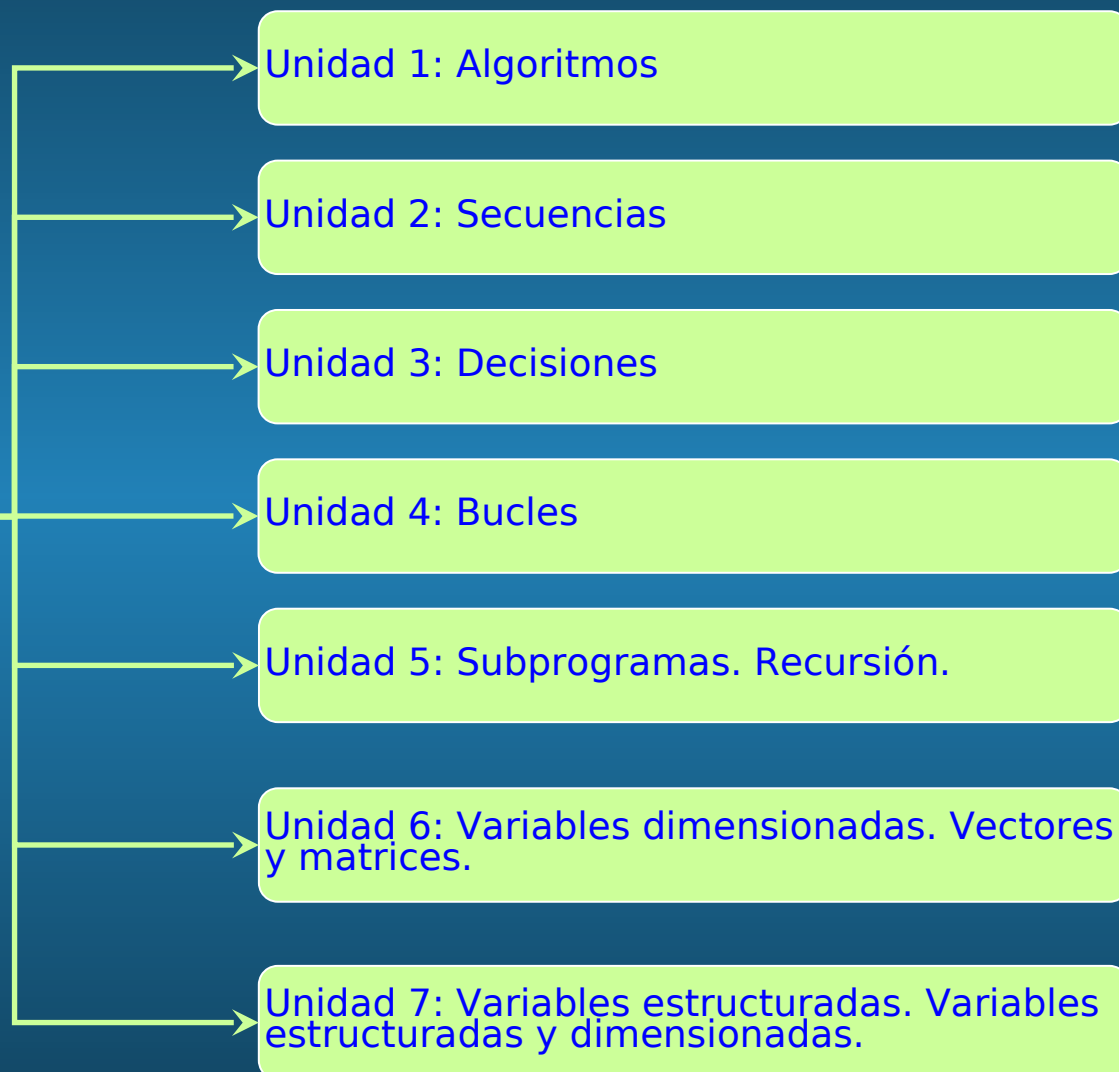 Unidad 1: Algoritmos
Unidad 2: Secuencias
Unidad 3: Decisiones
Unidad 4: Bucles
Unidad 5: Subprogramas. Recursión.
Unidad 6: Variables dimensionadas. Vectores
y matrices.
Unidad 7: Variables estructuradas. Variables
estructuradas y dimensionadas.